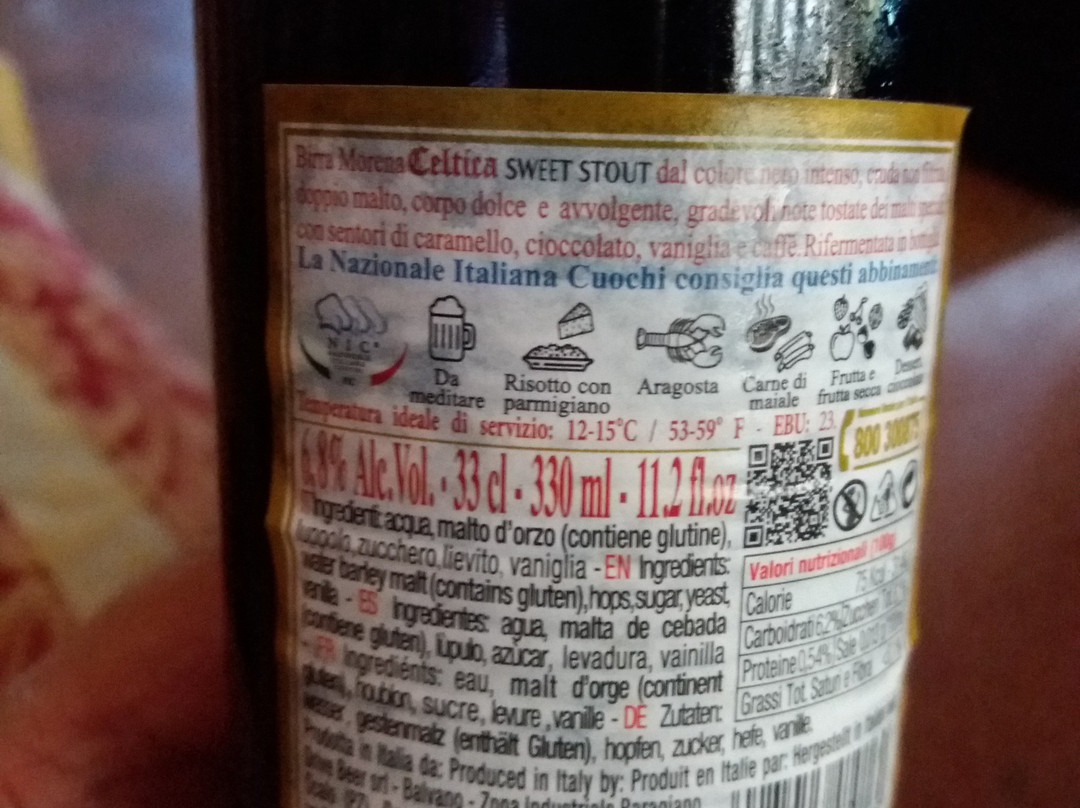 Birra Morena Celtica SWEET STOUT dal colore nero intenso, cruda non
doppio malto, corpo dolce e avvolgente, gradevoli note tostate dei malti
con sentori di caramello, cioccolato, vaniglia e caffè. Rifermentata in
La Nazionale Italiana Cuochi consiglia questi
N.I.C.
Da meditare
Risotto con parmigiano
Aragosta
Carne di maiale
Frutta e frutta secca
Temperatura ideale di servizio: 12-15°C / 53-59° F - EBU: 23.
6,8% Alc.Vol. · 33 cl - 330 ml - 11.2 fl.oz
Ingredienti: acqua, malto d'orzo (contiene glutine),
luppolo, zucchero, lievito, vaniglia - EN Ingredients:
water barley malt (contains gluten), hops, sugar, yeast,
vanilla - ES Ingredientes: agua, malta de cebada
(contiene gluten), lúpulo, azúcar, levadura, vainilla
- FR Ingrediénts: eau, malt d'orge (continent
gluten), houblon, sucre, levure, vanille - DE Zutaten:
wasser, gestenmalz (enthält Gluten), hopfen, zucker, hefe, vanille.
Prodotta in Italia da: Produced in Italy by: Produit en Italie par: Hergestellt in
Beer srl - Balvano - Zona Industriale
Valori nutrizionali (100g
Calorie
Carboidrati 6,2%
Proteine 0,54% Sale
Grassi Tot. Saturi e Fibra